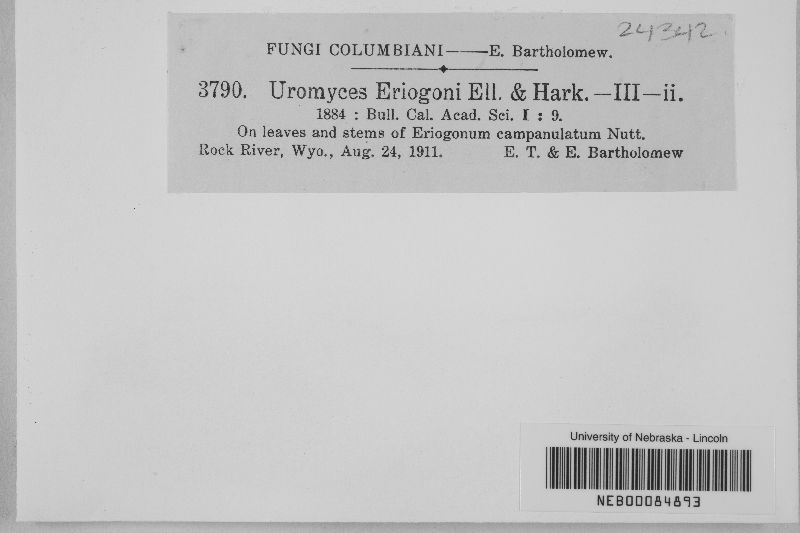 24342
FUNGI COLUMBIANI——E. Bartholomew.
3790. Uromyces Eriogoni Ell. & Hark.—III—ii.
1884 : Bull. Cal. Acad. Sci. I : 9.
On leaves and stems of Eriogonum campanulatum Nutt.
Rock River, Wyo., Aug. 24, 1911. E. T. & E. Bartholomew
University of Nebraska - Lincoln
NEB00084893